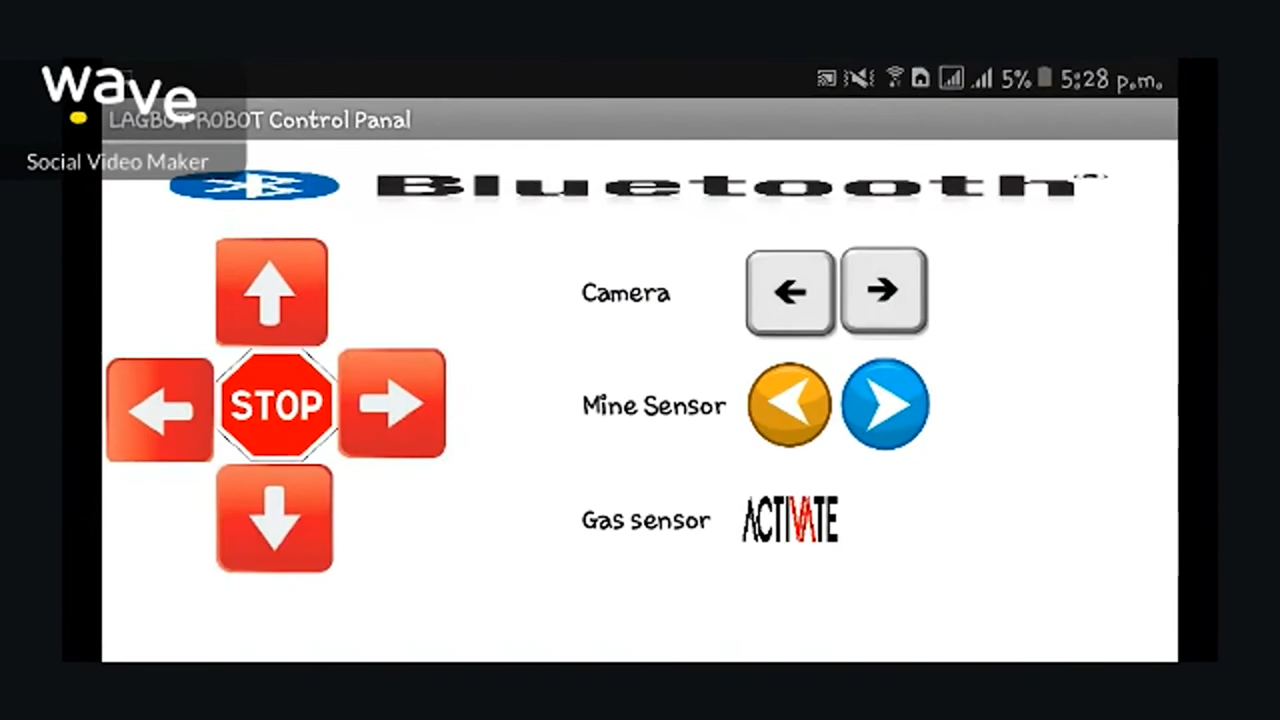 wave
Social Video Maker
5% 5:28 p.m.
LAGBOT ROBOT Control Panal
Bluetooth
Camera
STOP
Mine Sensor
Gas sensor
ACTIVATE